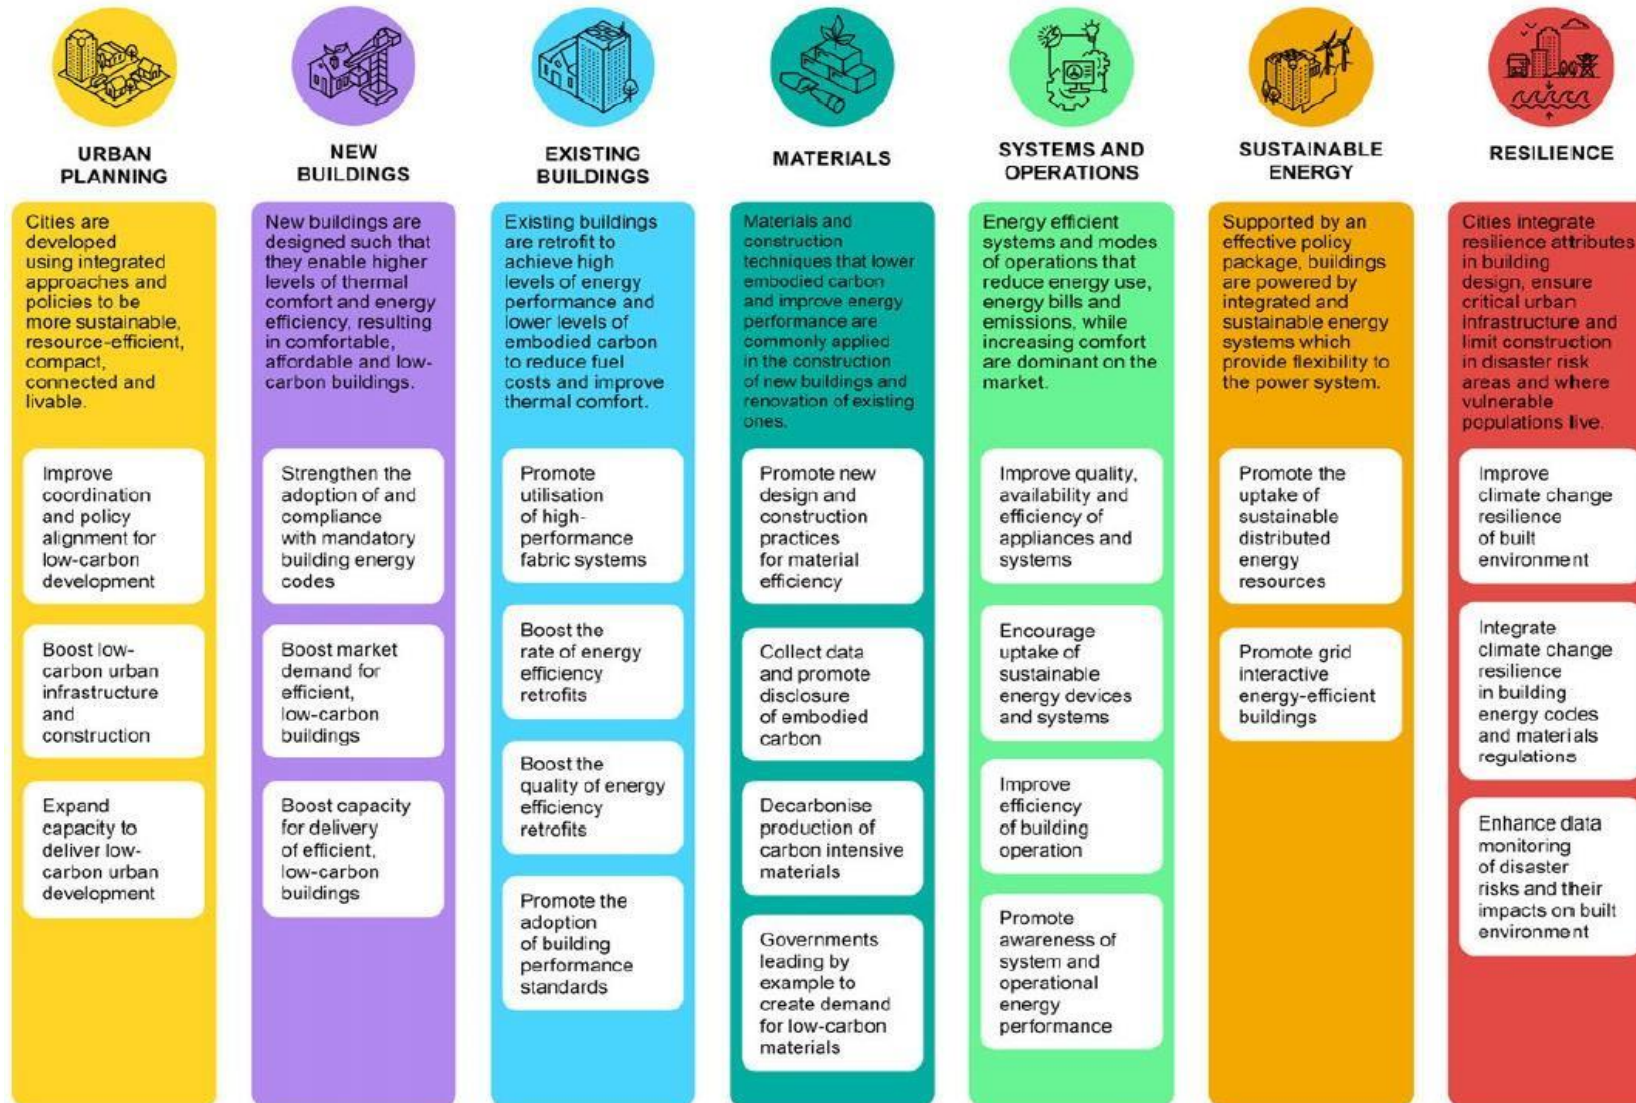 URBAN
PLANNING
Cities are
developed
using integrated
approaches and
policies to be
more sustainable,
resource-efficient,
compact,
connected and
livable.
Improve
coordination
and policy
alignment for
low-carbon
development
Boost low-
carbon urban
infrastructure
and
construction
Expand
capacity to
deliver low-
carbon urban
development
NEW
BUILDINGS
New buildings are
designed such that
they enable higher
levels of thermal
comfort and energy
efficiency, resulting
in comfortable,
affordable and low-
carbon buildings.
Strengthen the
adoption of and
compliance
with mandatory
building energy
codes
Boost market
demand for
efficient,
low-carbon
buildings
Boost capacity
for delivery
of efficient,
low-carbon
buildings
EXISTING
BUILDINGS
Existing buildings
are retrofit to
achieve high
levels of energy
performance and
lower levels of
embodied carbon
to reduce fuel
costs and improve
thermal comfort.
Promote
utilisation
of high-
performance
fabric systems
Boost the
rate of energy
efficiency
retrofits
Boost the
quality of energy
efficiency
retrofits
Promote the
adoption
of building
performance
standards
MATERIALS
Materials and
construction
techniques that lower
embodied carbon
and improve energy
performance are
commonly applied
in the construction
of new buildings and
renovation of existing
ones.
Promote new
design and
construction
practices
for material
efficiency
Collect data
and promote
disclosure
of embodied
carbon
Decarbonise
production of
carbon intensive
materials
Governments
leading by
example to
create demand
for low-carbon
materials
SYSTEMS AND
OPERATIONS
Energy efficient
systems and modes
of operations that
reduce energy use,
energy bills and
emissions, while
increasing comfort
are dominant on the
market.
Improve quality,
availability and
efficiency of
appliances and
systems
Encourage
uptake of
sustainable
energy devices
and systems
Improve
efficiency
of building
operation
Promote
awareness of
system and
operational
energy
performance
SUSTAINABLE
ENERGY
Supported by an
effective policy
package, buildings
are powered by
integrated and
sustainable energy
systems which
provide flexibility to
the power system.
Promote the
uptake of
sustainable
distributed
energy
resources
Promote grid
interactive
energy-efficient
buildings
RESILIENCE
Cities integrate
resilience attributes
in building
design, ensure
critical urban
infrastructure and
limit construction
in disaster risk
areas and where
vulnerable
populations live.
Improve
climate change
resilience
of built
environment
Integrate
climate change
resilience
in building
energy codes
and materials
regulations
Enhance data
monitoring
of disaster
risks and their
impacts on built
environment